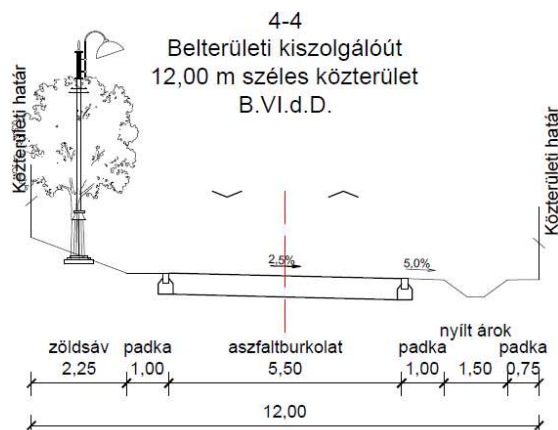 4-4
Belterületi kiszolgálóút
12,00 m széles közterület
B.VI.d.D.
Közterületi határ
Közterületi határ
2,5%
5,0%
nyílt árok
zöldsáv padka aszfaltburkolat padka padka
2,25 1,00 5,50 1,00 1,50 0,75
12,00